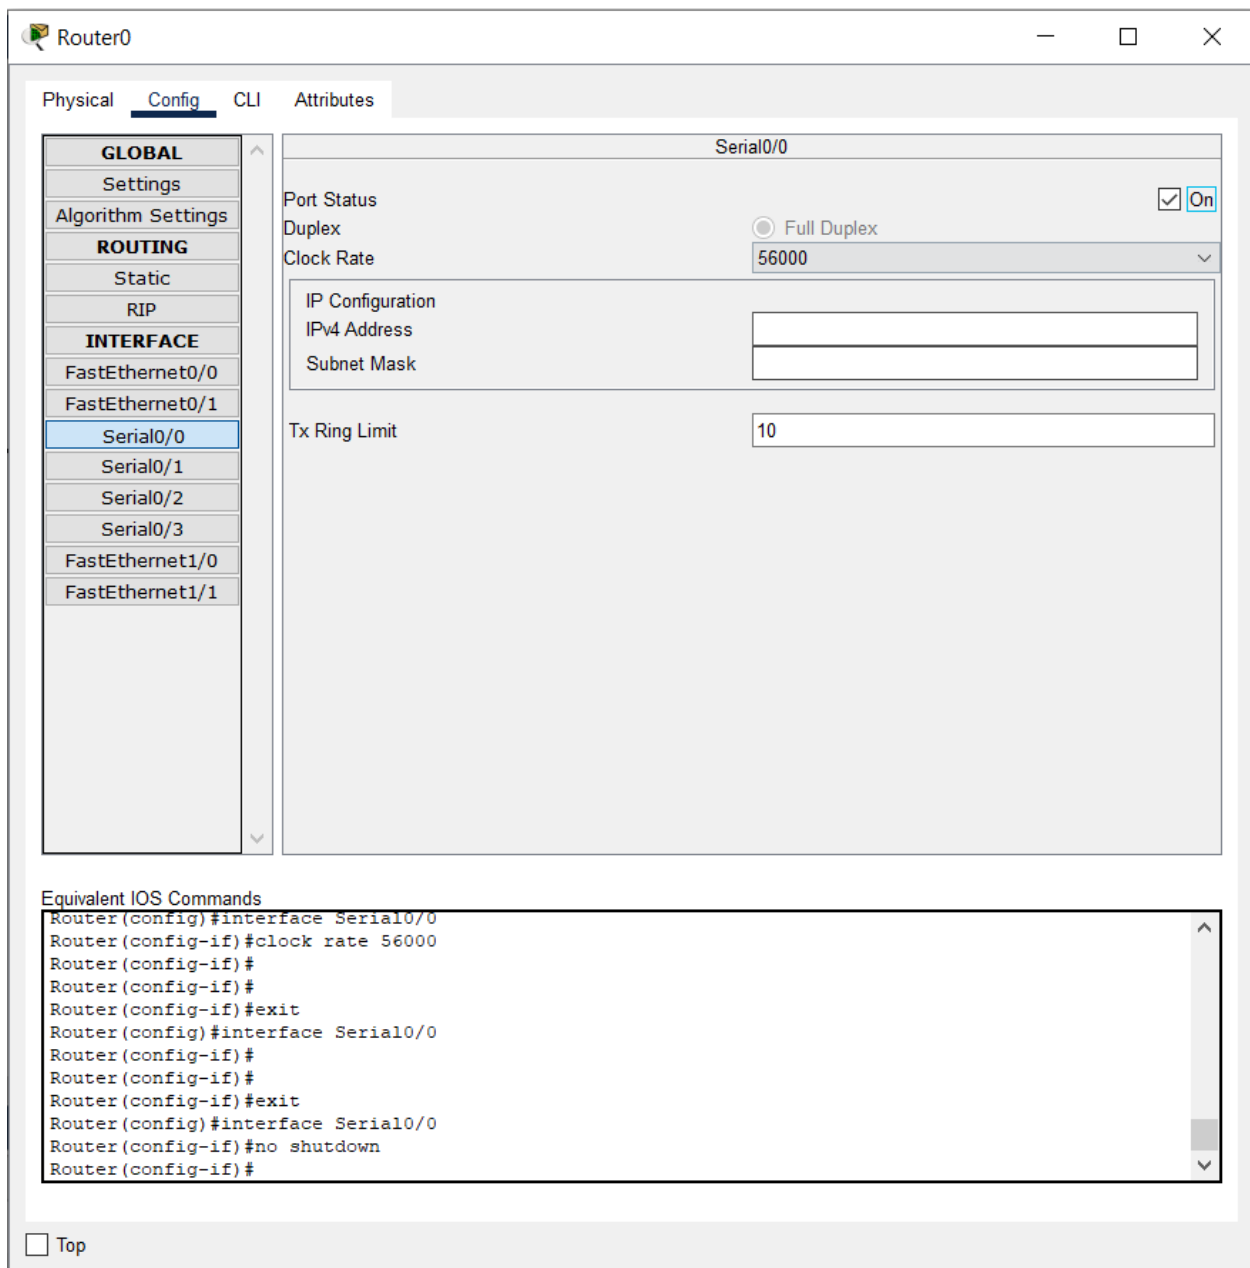 Router0
Physical Config CLI Attributes
GLOBAL
Settings
Algorithm Settings
ROUTING
Static
RIP
INTERFACE
FastEthernet0/0
FastEthernet0/1
Serial0/0
Serial0/1
Serial0/2
Serial0/3
FastEthernet1/0
FastEthernet1/1
Serial0/0
Port Status On
Duplex Full Duplex
Clock Rate 56000
IP Configuration
IPv4 Address
Subnet Mask
Tx Ring Limit 10
Equivalent IOS Commands
Router(config)#interface Serial0/0
Router(config-if)#clock rate 56000
Router(config-if)#
Router(config-if)#
Router(config-if)#exit
Router(config)#interface Serial0/0
Router(config-if)#
Router(config-if)#
Router(config-if)#exit
Router(config)#interface Serial0/0
Router(config-if)#no shutdown
Router(config-if)#
Top